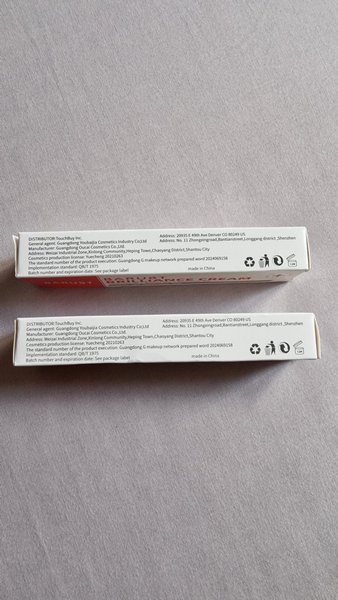 DISTRIBUTOR TouchBuy Inc. Address: 20935 E 49th Ave Denver CO 80249 US
General agent: Guangdong Youbaijia Cosmetics Industry Co;Ltd Address: No. 11 Zhongxingroad,Bantianstreet,Longgang district ,Shenzhen
Manufacturer: Guangdong Oucai Cosmetics Co.,Ltd.
Address: Weizai Industrial Zone,Xinlong Community,Heping Town,Chaoyang District,Shantou City
Cosmetics production license: Yuecheng 20210263
The standard number of the product execution: Guangdong G makeup network prepared word 2024069158
Implementation standard: QB/T 1975
Batch number and expiration date: See package label made in China
CREAM
DISTRIBUTOR TouchBuy Inc. Address: 20935 E 49th Ave Denver CO 80249 US
General agent: Guangdong Youbaijia Cosmetics Industry Co;Ltd Address: No. 11 Zhongxingroad,Bantianstreet,Longgang district ,Shenzhen
Manufacturer: Guangdong Oucai Cosmetics Co.,Ltd.
Address: Weizai Industrial Zone,Xinlong Community,Heping Town,Chaoyang District,Shantou City
Cosmetics production license: Yuecheng 20210263
The standard number of the product execution: Guangdong G makeup network prepared word 2024069158
Implementation standard: QB/T 1975
Batch number and expiration date: See package label made in China